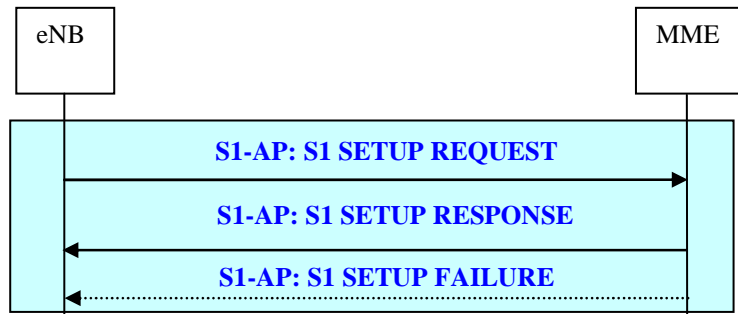 eNB
MME
S1-AP: S1 SETUP REQUEST
S1-AP: S1 SETUP RESPONSE
S1-AP: S1 SETUP FAILURE